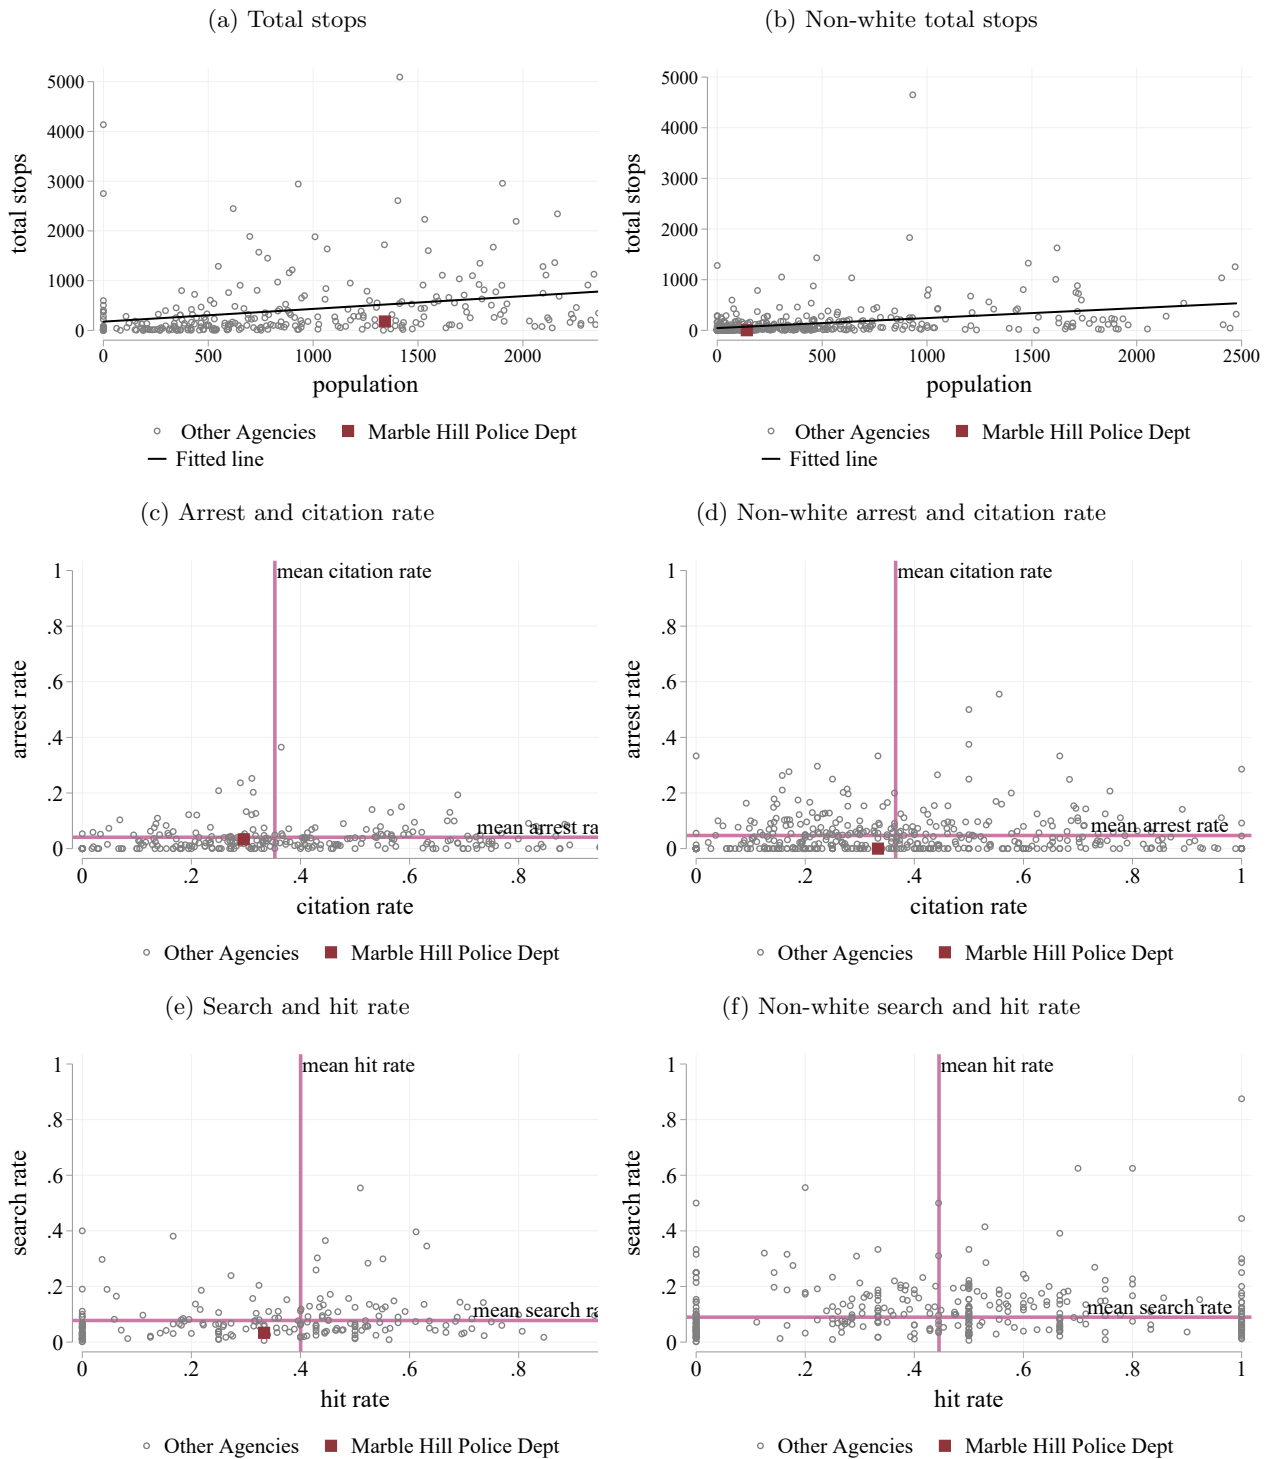 (a) Total stops
(b) Non-white total stops
5000
4000
3000
2000
1000
0
total stops
0 500 1000 1500 2000
population
Other Agencies Marble Hill Police Dept
Fitted line
5000
4000
3000
2000
1000
0
total stops
0 500 1000 1500 2000 2500
population
Other Agencies Marble Hill Police Dept
Fitted line
(c) Arrest and citation rate
(d) Non-white arrest and citation rate
1
.8
.6
.4
.2
0
arrest rate
mean citation rate
mean arrest ra
0 .2 .4 .6 .8
citation rate
Other Agencies Marble Hill Police Dept
1
.8
.6
.4
.2
0
arrest rate
mean citation rate
mean arrest rate
0 .2 .4 .6 .8 1
citation rate
Other Agencies Marble Hill Police Dept
(e) Search and hit rate
(f) Non-white search and hit rate
1
.8
.6
.4
.2
0
search rate
mean hit rate
mean search ra
0 .2 .4 .6 .8
hit rate
Other Agencies Marble Hill Police Dept
1
.8
.6
.4
.2
0
search rate
mean hit rate
mean search rate
0 .2 .4 .6 .8 1
hit rate
Other Agencies Marble Hill Police Dept